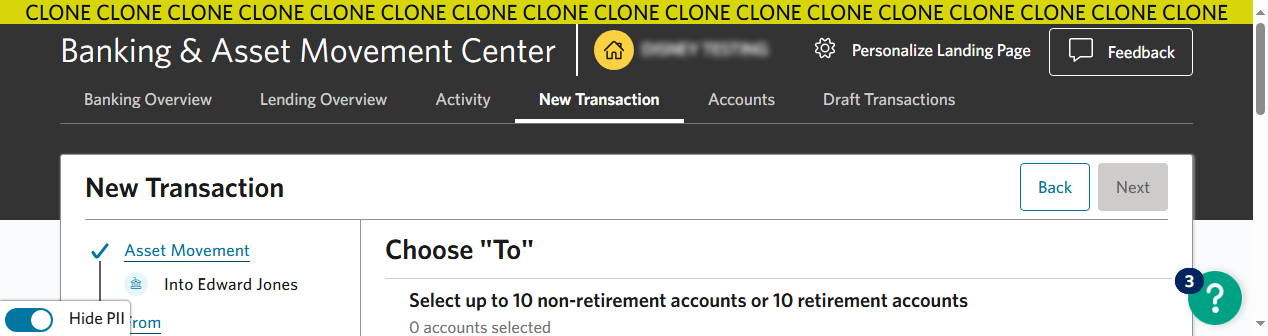 CLONE CLONE CLONE CLONE CLONE CLONE CLONE CLONE CLONE CLONE CLONE CLONE CLONE CLONE CLONE CLONE CLONE
Banking & Asset Movement Center
Personalize Landing Page
Feedback
Banking Overview
Lending Overview
Activity
New Transaction
Accounts
Draft Transactions
New Transaction
Back
Next
Asset Movement
Into Edward Jones
Hide PII
Choose "To"
Select up to 10 non-retirement accounts or 10 retirement accounts
0 accounts selected
3
?